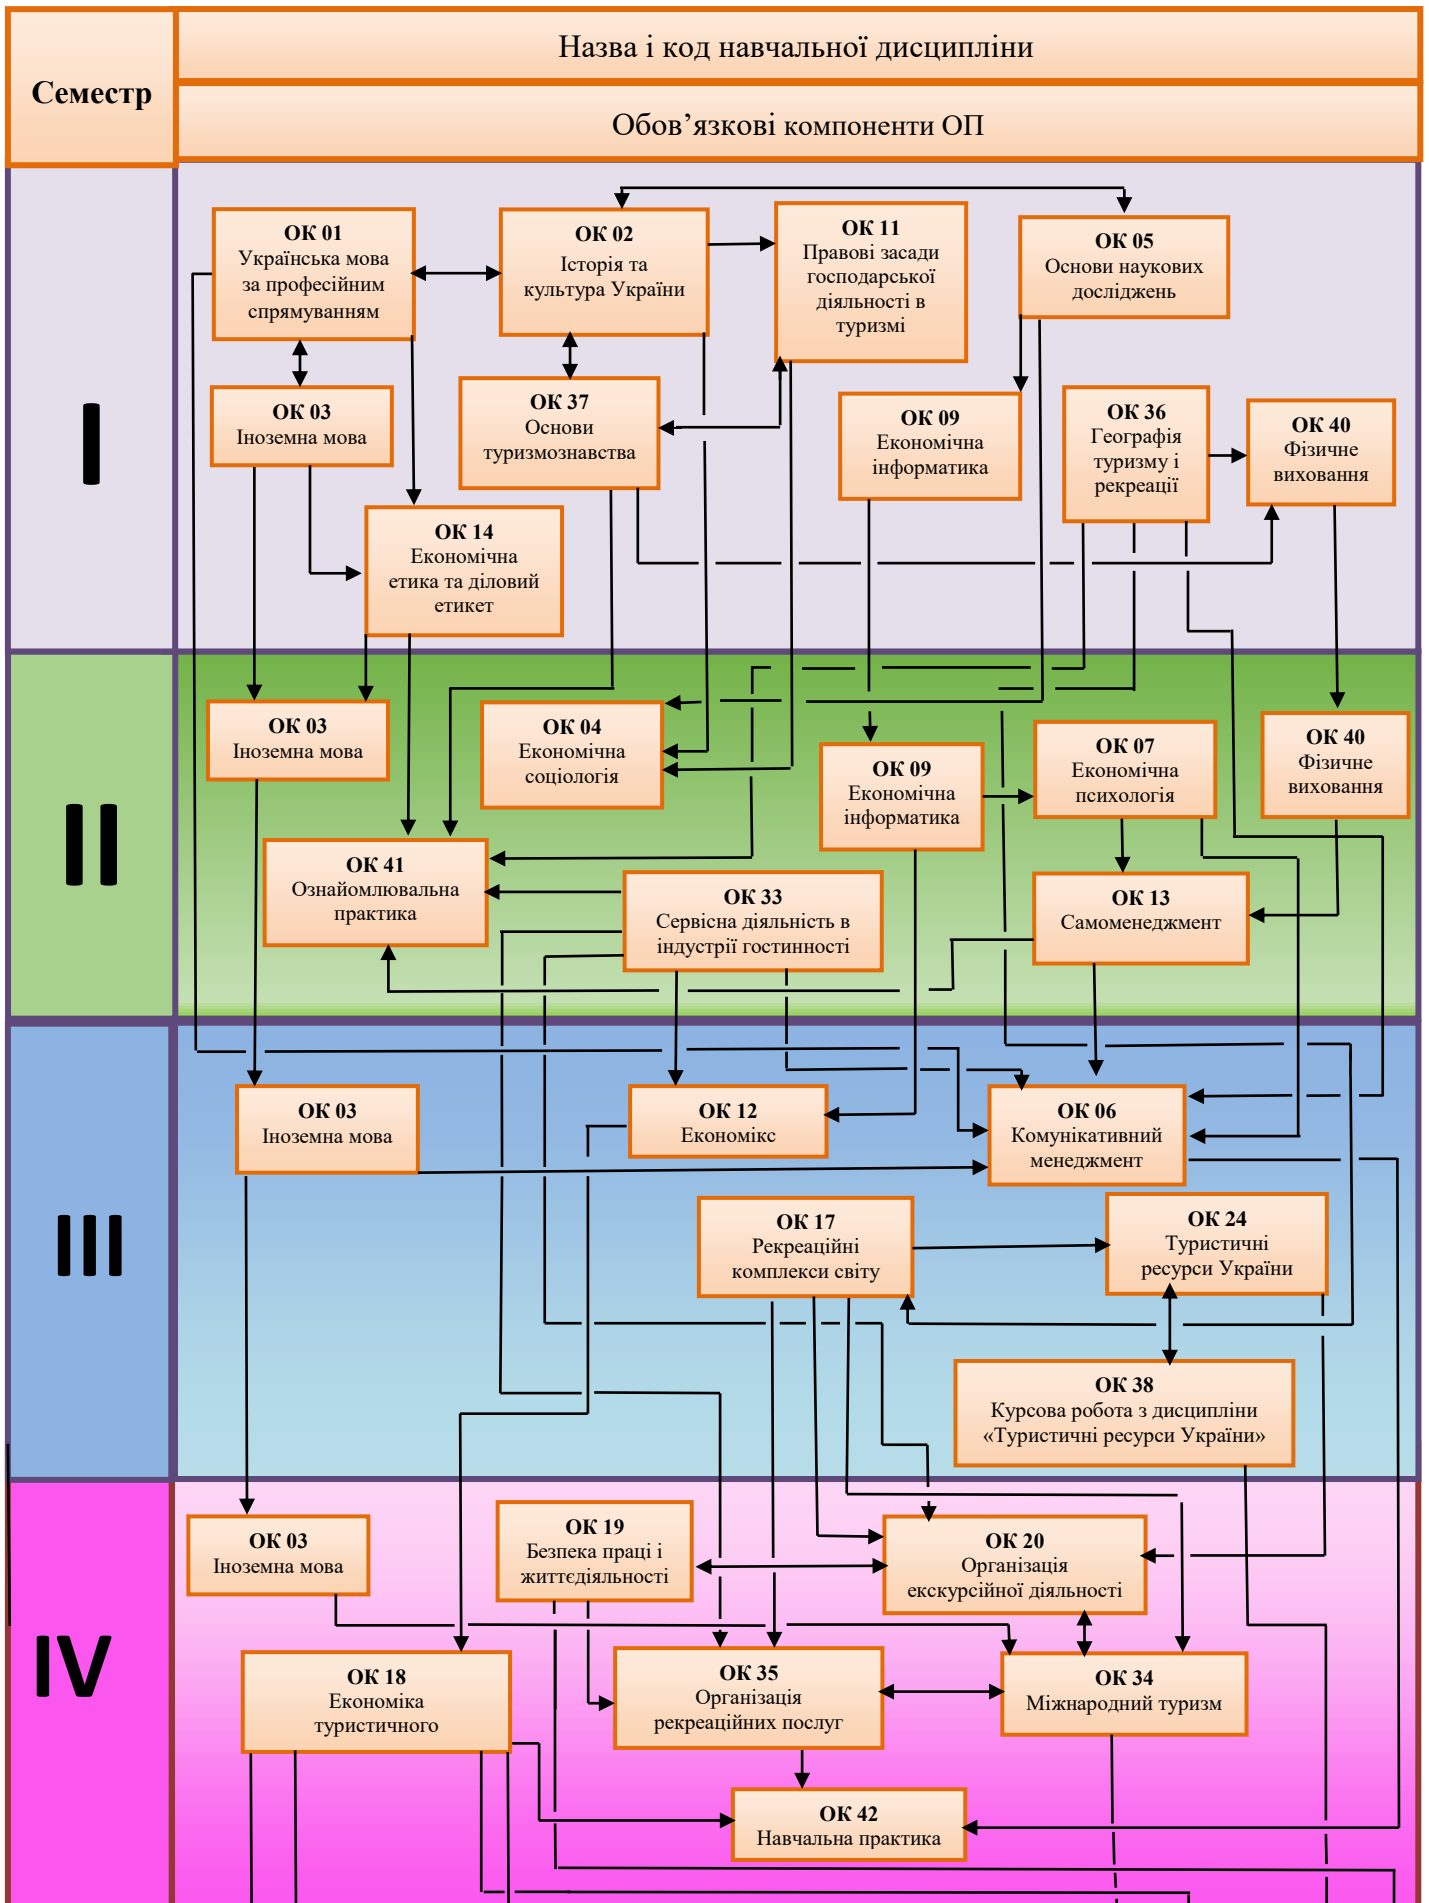 Семестр
Назва і код навчальної дисципліни
Обов’язкові компоненти ОП
I
ОК 01
Українська мова
за професійним
спрямуванням
ОК 02
Історія та
культура України
ОК 11
Правові засади
господарської
діяльності в
туризмі
ОК 05
Основи наукових
досліджень
ОК 03
Іноземна мова
ОК 37
Основи
туризмознавства
ОК 09
Економічна
інформатика
ОК 36
Географія
туризму і
рекреації
ОК 40
Фізичне
виховання
ОК 14
Економічна
етика та діловий
етикет
II
ОК 03
Іноземна мова
ОК 04
Економічна
соціологія
ОК 09
Економічна
інформатика
ОК 07
Економічна
психологія
ОК 40
Фізичне
виховання
ОК 41
Ознайомлювальна
практика
ОК 33
Сервісна діяльність в
індустрії гостинності
ОК 13
Самоменеджмент
III
ОК 03
Іноземна мова
ОК 12
Економікс
ОК 06
Комунікативний
менеджмент
ОК 17
Рекреаційні
комплекси світу
ОК 24
Туристичні
ресурси України
ОК 38
Курсова робота з дисципліни
«Туристичні ресурси України»
IV
ОК 03
Іноземна мова
ОК 19
Безпека праці і
життєдіяльності
ОК 20
Організація
екскурсійної діяльності
ОК 18
Економіка
туристичного
ОК 35
Організація
рекреаційних послуг
ОК 34
Міжнародний туризм
ОК 42
Навчальна практика